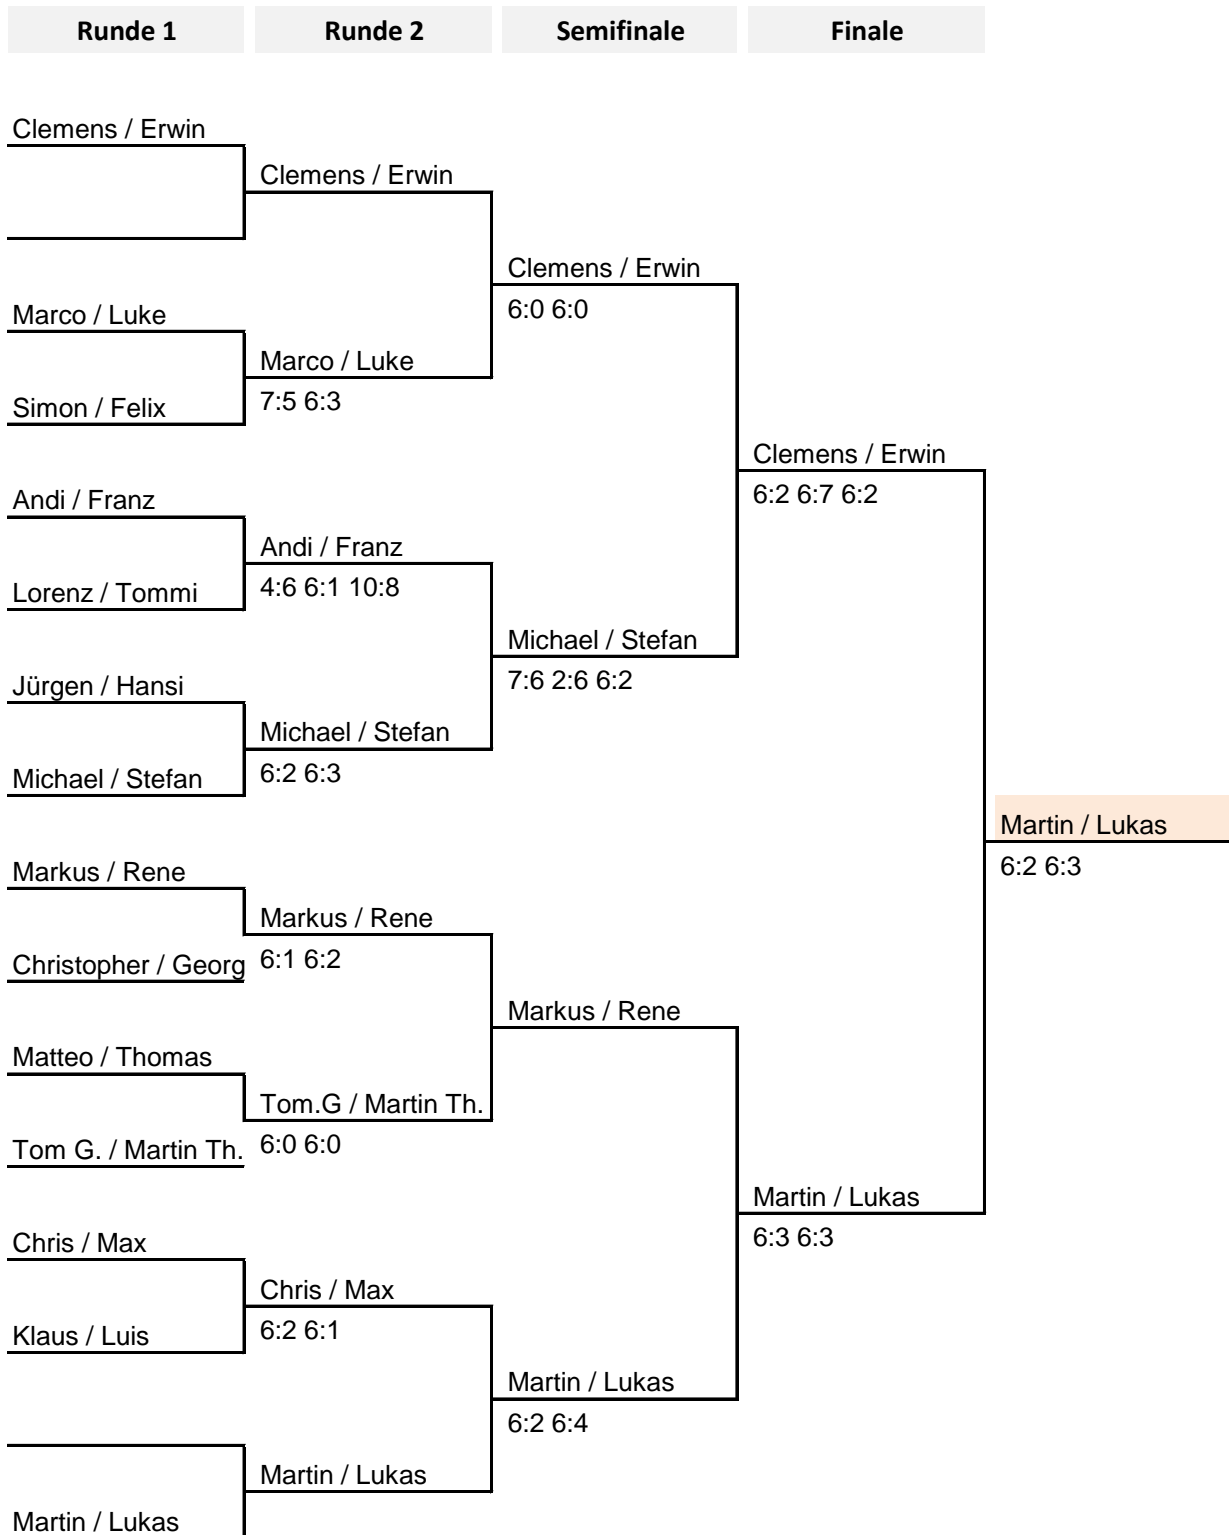 Runde 1 Runde 2 Semifinale Finale
Clemens / Erwin
Clemens / Erwin
Clemens / Erwin
6:0 6:0
Marco / Luke
Marco / Luke
7:5 6:3
Simon / Felix
Clemens / Erwin
6:2 6:7 6:2
Andi / Franz
Andi / Franz
4:6 6:1 10:8
Lorenz / Tommi
Michael / Stefan
7:6 2:6 6:2
Jürgen / Hansi
Michael / Stefan
6:2 6:3
Michael / Stefan
Martin / Lukas
6:2 6:3
Markus / Rene
Markus / Rene
6:1 6:2
Christopher / Georg
Markus / Rene
Matteo / Thomas
Tom.G / Martin Th.
6:0 6:0
Tom G. / Martin Th.
Martin / Lukas
6:3 6:3
Chris / Max
Chris / Max
6:2 6:1
Klaus / Luis
Martin / Lukas
6:2 6:4
Martin / Lukas
Martin / Lukas